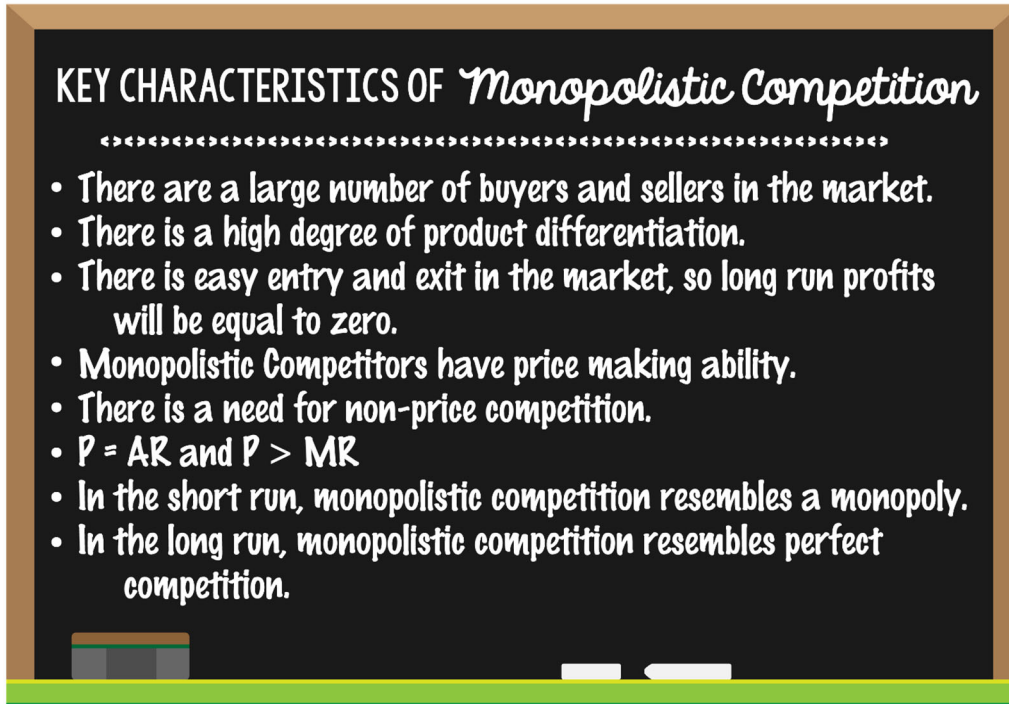 KEY CHARACTERISTICS OF Monopolistic Competition
• There are a large number of buyers and sellers in the market.
• There is a high degree of product differentiation.
• There is easy entry and exit in the market, so long run profits
will be equal to zero.
• Monopolistic Competitors have price making ability.
• There is a need for non-price competition.
• P = AR and P > MR
• In the short run, monopolistic competition resembles a monopoly.
• In the long run, monopolistic competition resembles perfect
competition.